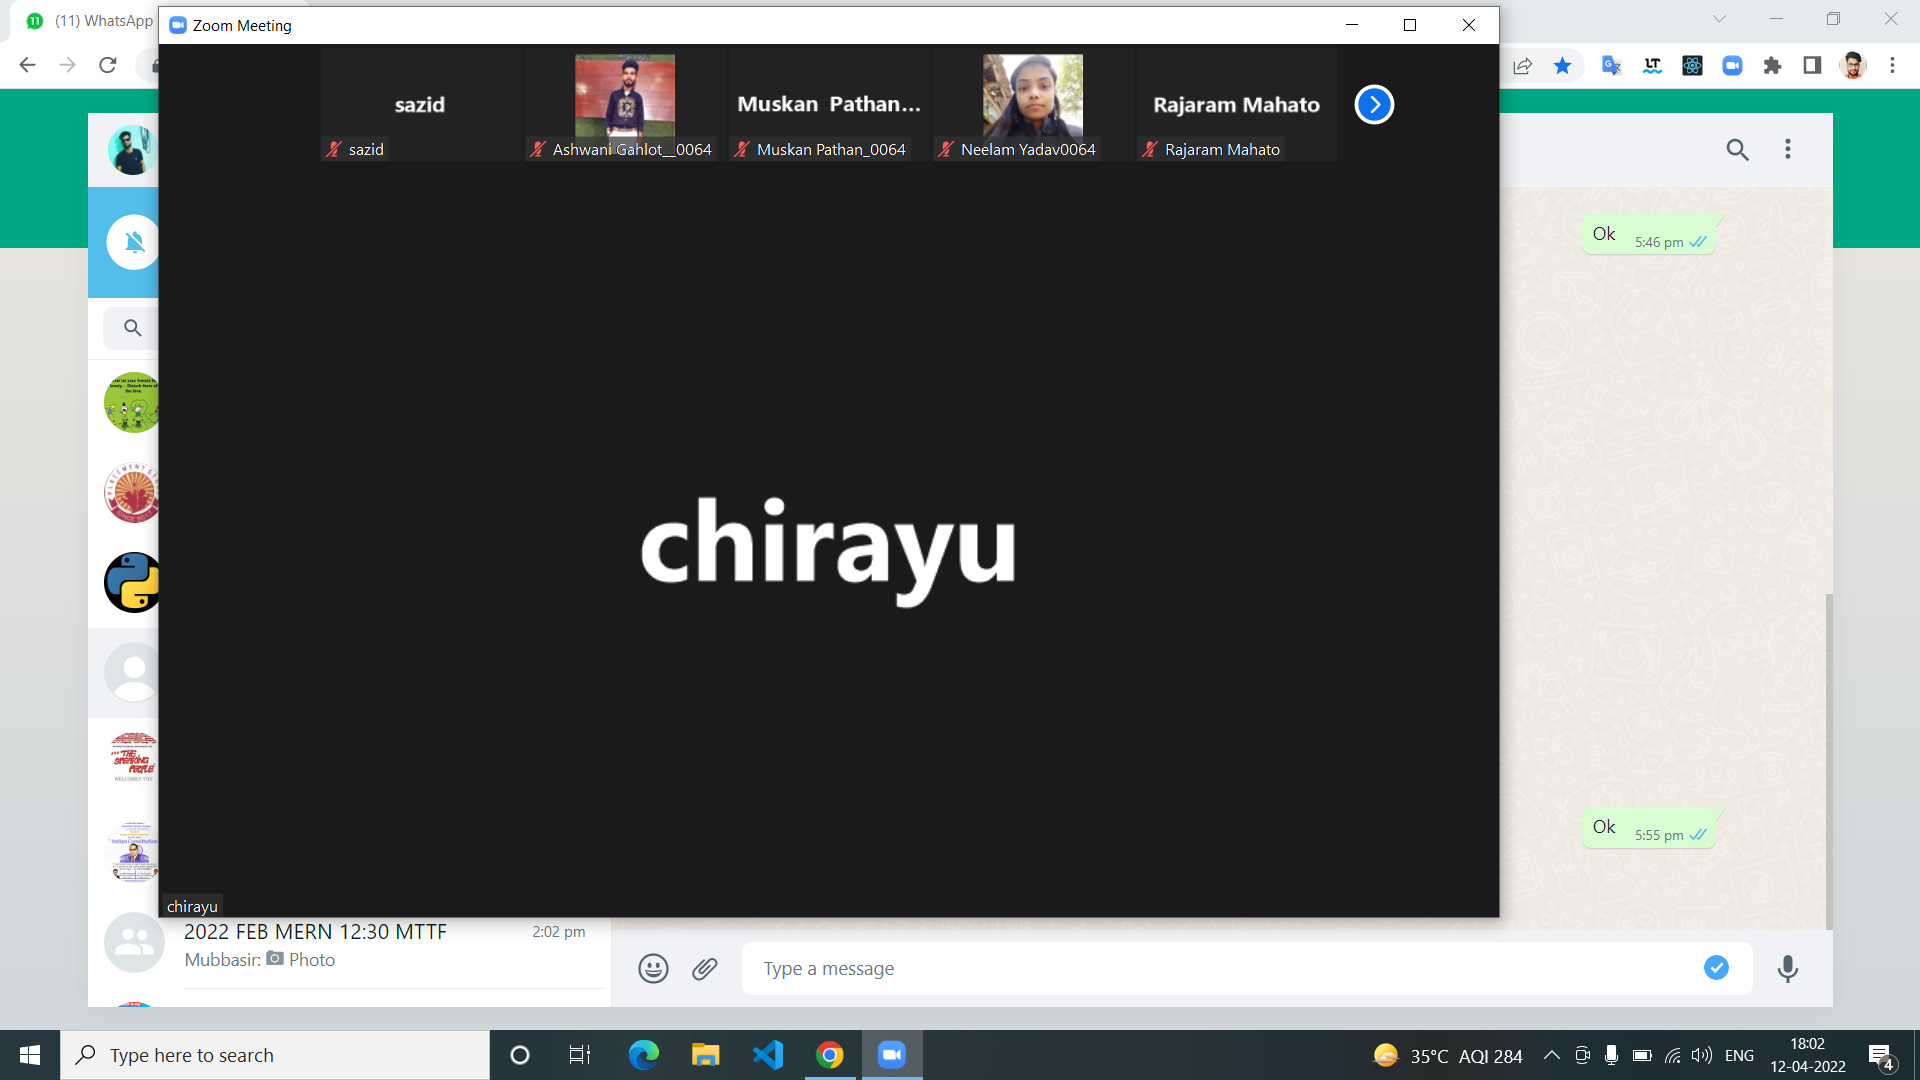 (11) WhatsApp
Zoom Meeting
sazid
Muskan Pathan...
Rajaram Mahato
sazid
Ashwani Gahlot__0064
Muskan Pathan_0064
Neelam Yadav0064
Rajaram Mahato
Ok
5:46 pm
chirayu
Ok
5:55 pm
chirayu
2022 FEB MERN 12:30 MTTF
2:02 pm
Mubbasir: Photo
Type a message
Type here to search
35°C AQI 284
ENG
18:02
12-04-2022
4